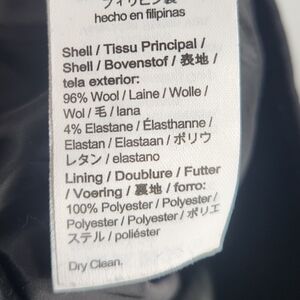 フィリピン製
hecho en filipinas
Shell / Tissu Principal /
Shell / Bovenstof / 表地 /
tela exterior:
96% Wool / Laine / Wolle /
Wol / 毛 / lana
4% Elastane / Élasthanne /
Elastan / Elastaan / ポリウ
レタン / elastano
Lining / Doublure / Futter
/ Voering / 裏地 / forro:
100% Polyester / Polyester /
Polyester / Polyester / ポリエ
ステル / poliéster
Dry Clean.